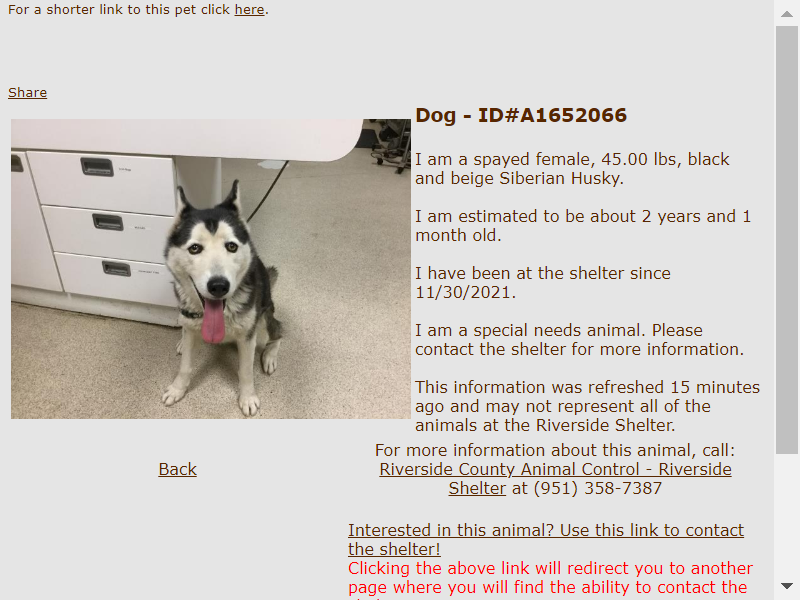 For a shorter link to this pet click here.
Share
Dog - ID#A1652066
I am a spayed female, 45.00 lbs, black
and beige Siberian Husky.
I am estimated to be about 2 years and 1
month old.
I have been at the shelter since
11/30/2021.
I am a special needs animal. Please
contact the shelter for more information.
This information was refreshed 15 minutes
ago and may not represent all of the
animals at the Riverside Shelter.
For more information about this animal, call:
Riverside County Animal Control - Riverside
Shelter at (951) 358-7387
Back
Interested in this animal? Use this link to contact
the shelter!
Clicking the above link will redirect you to another
page where you will find the ability to contact the